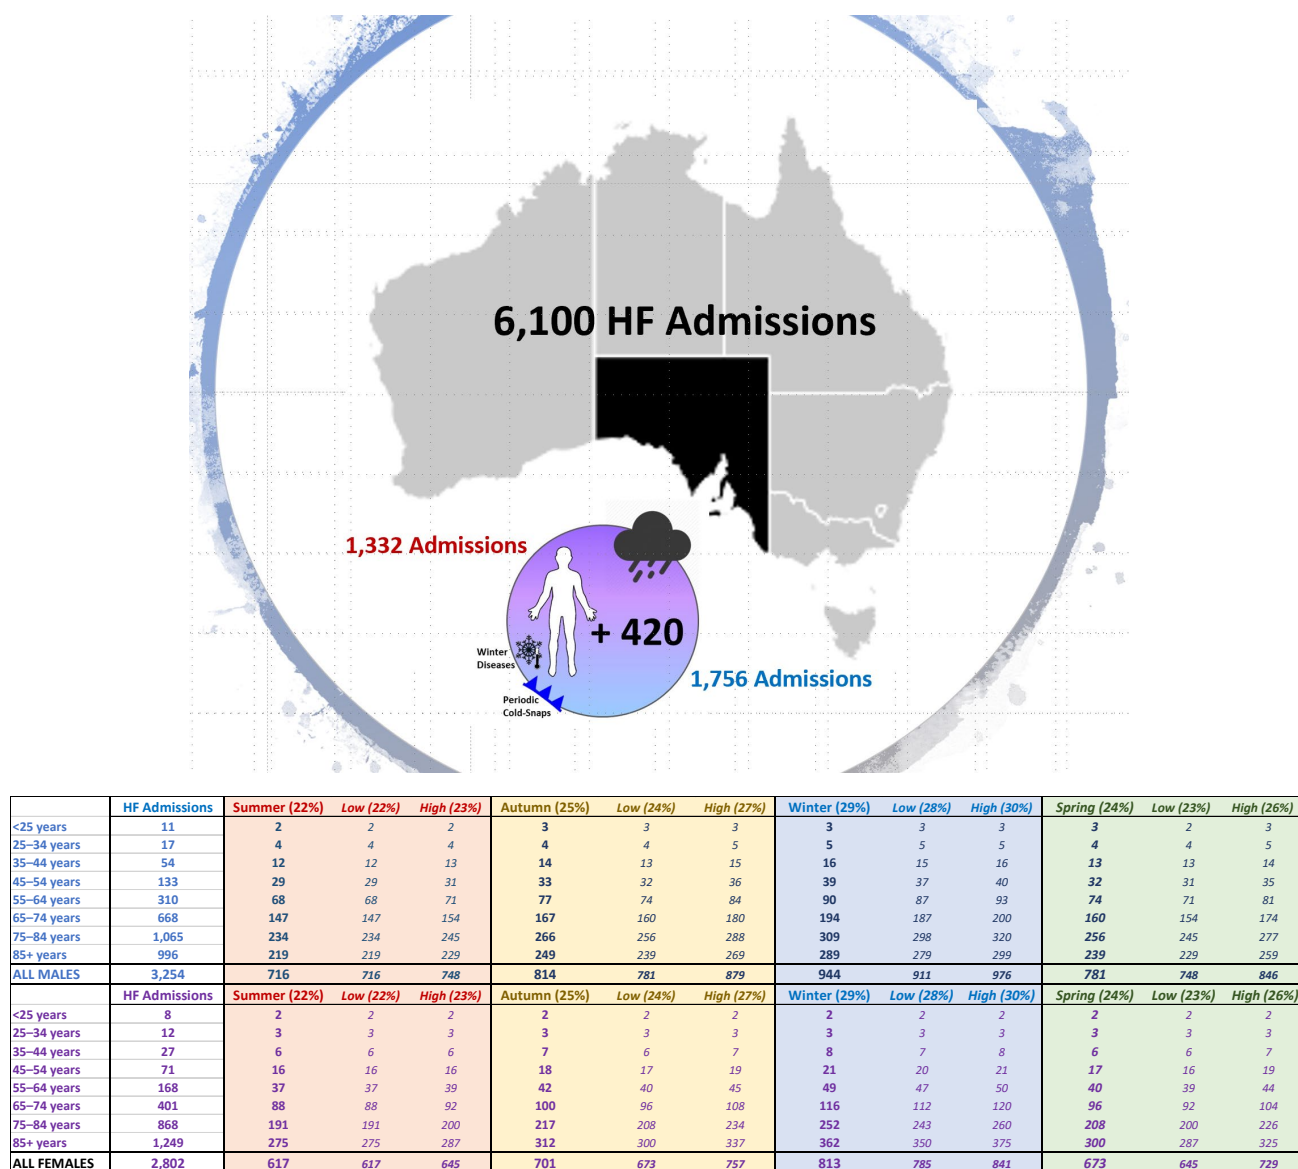 6,100 HF Admissions
1,332 Admissions
+ 420
Winter
Diseases
1,756 Admissions
Periodic
Cold-Snaps
HF Admissions Summer (22%) Low (22%) High (23%) Autumn (25%) Low (24%) High (27%) Winter (29%) Low (28%) High (30%) Spring (24%) Low (23%) High (26%)
<25 years 11 2 2 2 3 3 3 3 3 3 3 2 3
25–34 years 17 4 4 4 4 4 5 5 5 5 4 4 5
35–44 years 54 12 12 13 14 13 15 16 15 16 13 13 14
45–54 years 133 29 29 31 33 32 36 39 37 40 32 31 35
55–64 years 310 68 68 71 77 74 84 90 87 93 74 71 81
65–74 years 668 147 147 154 167 160 180 194 187 200 160 154 174
75–84 years 1,065 234 234 245 266 256 288 309 298 320 256 245 277
85+ years 996 219 219 229 249 239 269 289 279 299 239 229 259
ALL MALES 3,254 716 716 748 814 781 879 944 911 976 781 748 846
HF Admissions Summer (22%) Low (22%) High (23%) Autumn (25%) Low (24%) High (27%) Winter (29%) Low (28%) High (30%) Spring (24%) Low (23%) High (26%)
<25 years 8 2 2 2 2 2 2 2 2 2 2 2 2
25–34 years 12 3 3 3 3 3 3 3 3 3 3 3 3
35–44 years 27 6 6 6 7 6 7 8 7 8 6 6 7
45–54 years 71 16 16 16 18 17 19 21 20 21 17 16 19
55–64 years 168 37 37 39 42 40 45 49 47 50 40 39 44
65–74 years 401 88 88 92 100 96 108 116 112 120 96 92 104
75–84 years 868 191 191 200 217 208 234 252 243 260 208 200 226
85+ years 1,249 275 275 287 312 300 337 362 350 375 300 287 325
ALL FEMALES 2,802 617 617 645 701 673 757 813 785 841 673 645 729